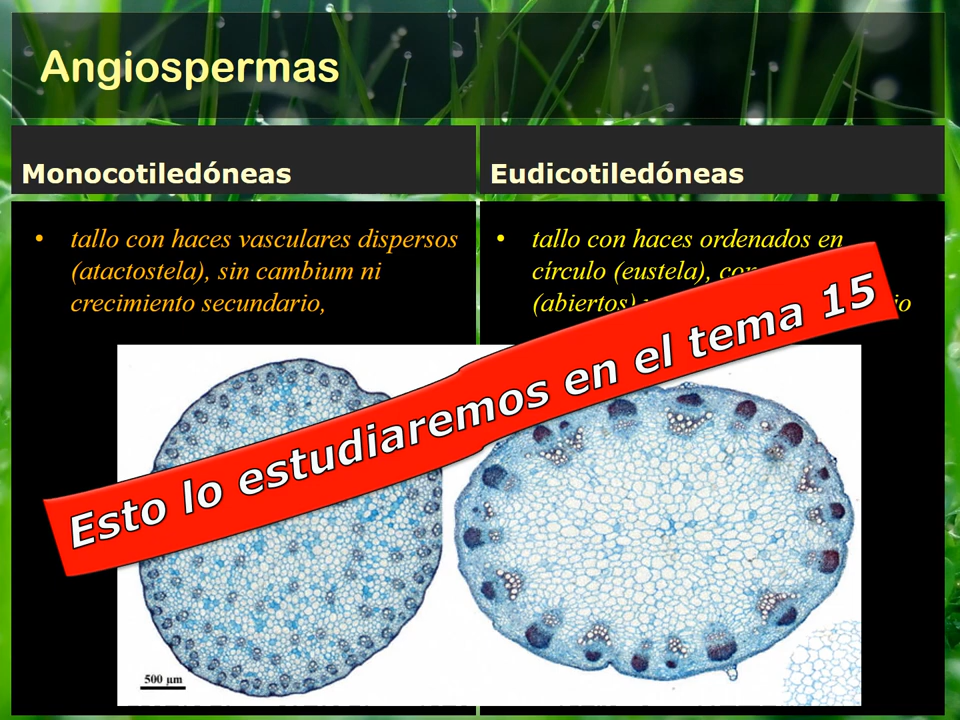 Angiospermas
Monocotiledóneas
• tallo con haces vasculares dispersos
(atactostela), sin cambium ni
crecimiento secundario,
Eudicotiledóneas
• tallo con haces ordenados en
círculo (eustela),
(abiertos)
Esto lo estudiaremos en el tema 15
500 µm